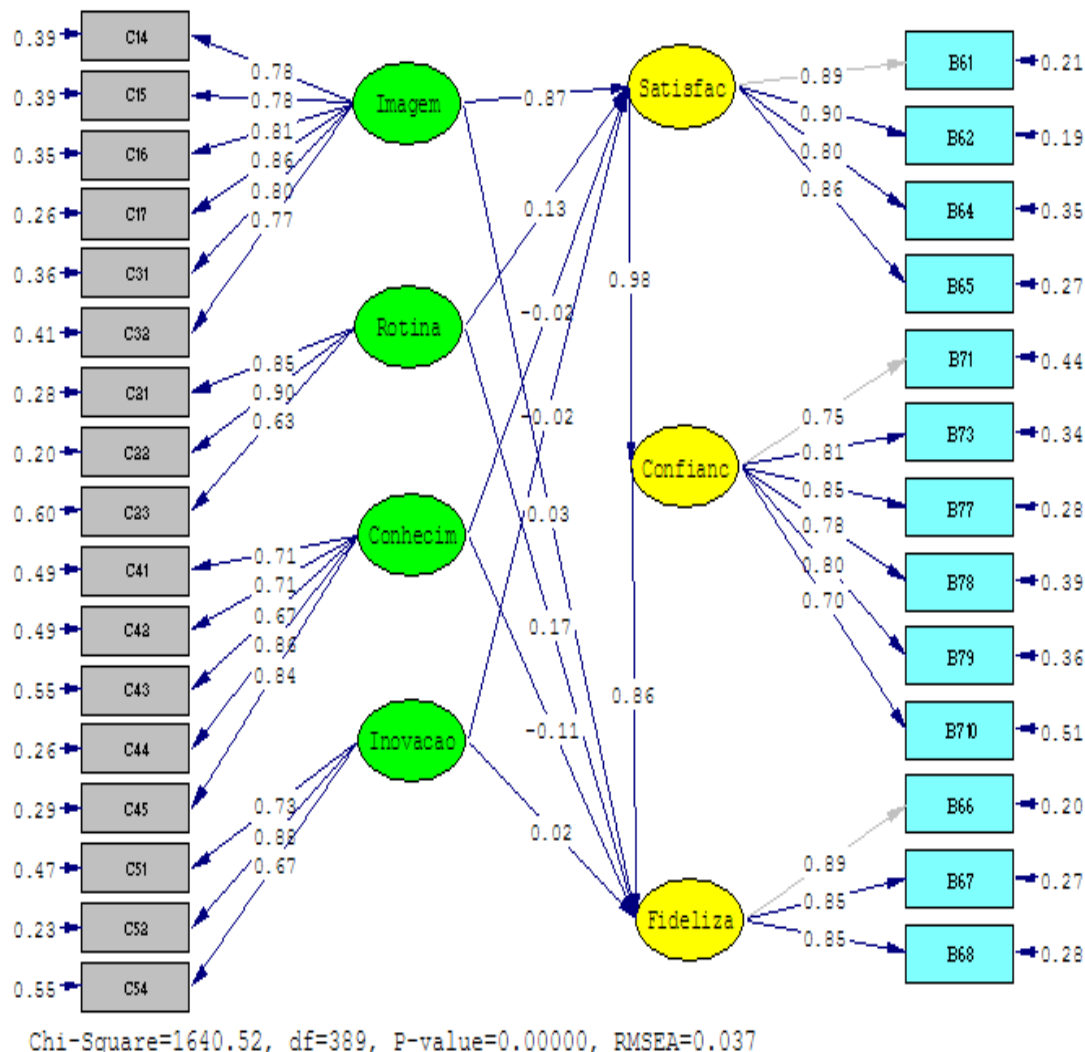 0.39 C14
0.39 C15
0.35 C16
0.26 C17
0.36 C31
0.41 C32
0.28 C21
0.20 C22
0.60 C23
0.49 C41
0.49 C42
0.55 C43
0.26 C44
0.29 C45
0.47 C51
0.23 C52
0.55 C54
0.78
0.78
0.81
0.86
0.80
0.77
0.85
0.90
0.63
0.71
0.71
0.67
0.86
0.84
0.73
0.88
0.67
Imagem
Rotina
Conhecim
Inovacao
0.87
0.13
-0.02
-0.02
0.03
0.17
-0.11
0.02
0.98
0.86
Satisfac
Confianc
Fideliza
0.89
0.90
0.80
0.86
0.75
0.81
0.85
0.78
0.80
0.70
0.89
0.85
0.85
B61 0.21
B62 0.19
B64 0.35
B65 0.27
B71 0.44
B73 0.34
B77 0.28
B78 0.39
B79 0.36
B710 0.51
B66 0.20
B67 0.27
B68 0.28
Chi-Square=1640.52, df=389, P-value=0.00000, RMSEA=0.037